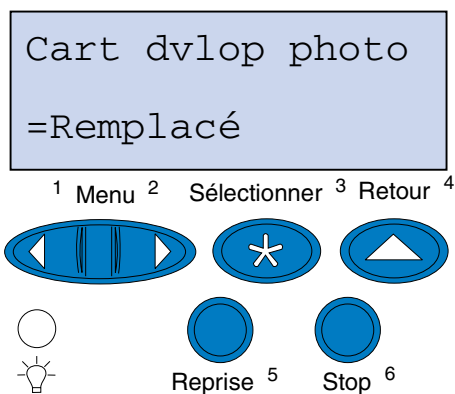 Cart dvlop photo
=Remplacé
1 Menu 2 Sélectionner 3 Retour 4
Reprise 5 Stop 6